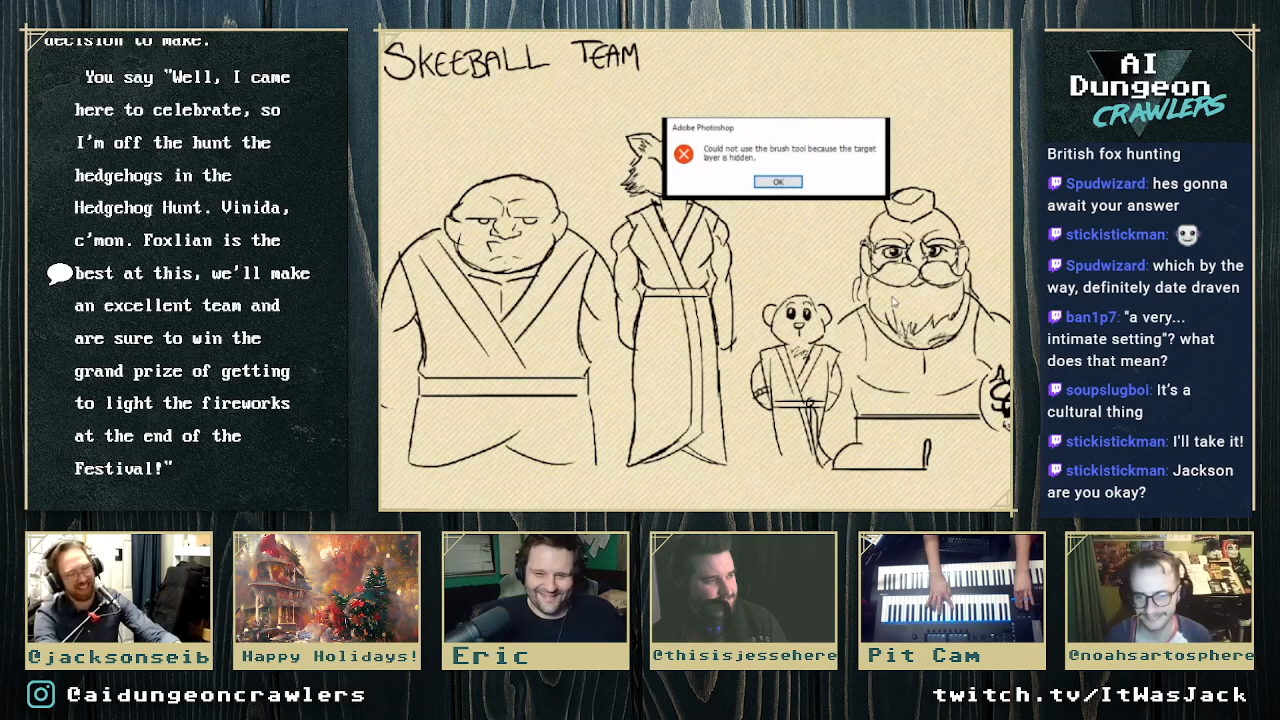 decision to make.
You say "Well, I came
here to celebrate, so
I'm off the hunt the
hedgehogs in the
Hedgehog Hunt. Vinida,
c'mon. Foxlian is the
best at this, we'll make
an excellent team and
are sure to win the
grand prize of getting
to light the fireworks
at the end of the
Festival!"
SKEEBALL TEAM
Adobe Photoshop
Could not use the brush tool because the target
layer is hidden.
OK
AI
Dungeon
CRAWLERS
British fox hunting
Spudwizard: hes gonna
await your answer
stickistickman:
Spudwizard: which by the
way, definitely date draven
ban1p7: "a very...
intimate setting"? what
does that mean?
soupslugboi: It's a
cultural thing
stickistickman: I'll take it!
stickistickman: Jackson
are you okay?
@jacksonseib
Happy Holidays!
Eric
@thisisjessehere
Pit Cam
@noahsartosphere
@aidungeoncrawlers
twitch.tv/ItWasJack